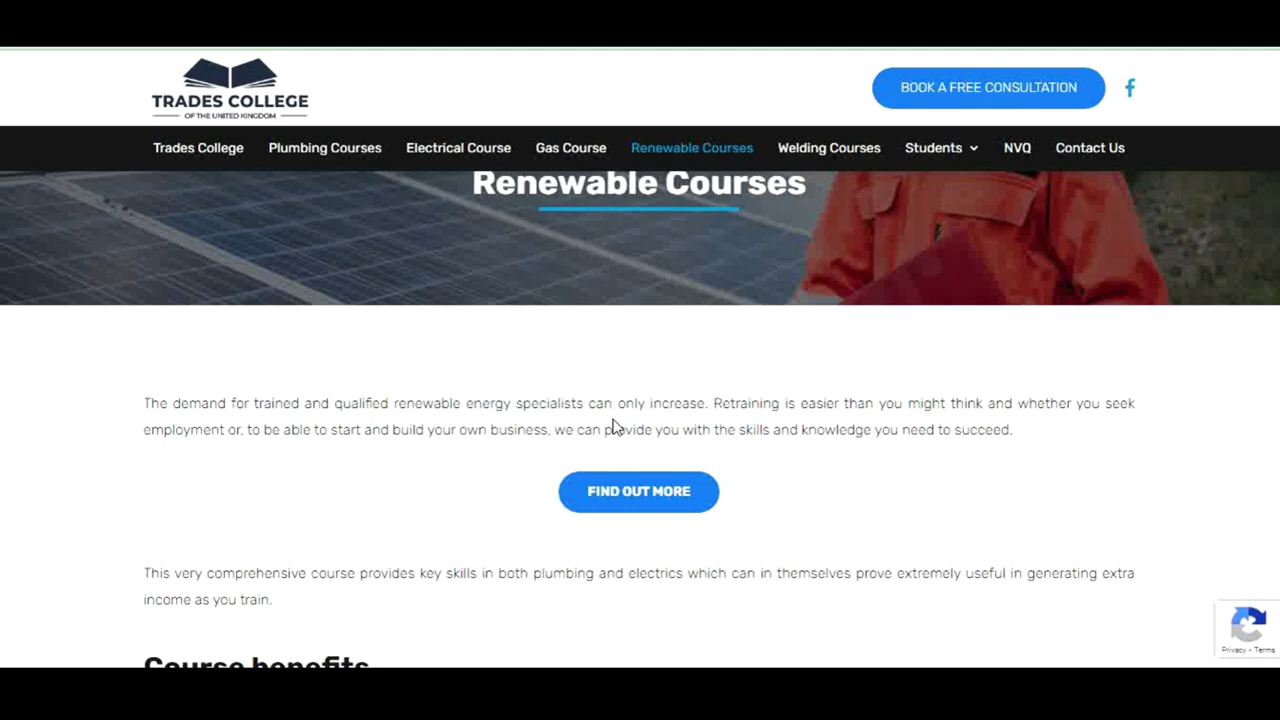 TRADES COLLEGE
OF THE UNITED KINGDOM
BOOK A FREE CONSULTATION
Trades College Plumbing Courses Electrical Course Gas Course Renewable Courses Welding Courses Students NVQ Contact Us
Renewable Courses
The demand for trained and qualified renewable energy specialists can only increase. Retraining is easier than you might think and whether you seek
employment or, to be able to start and build your own business, we can provide you with the skills and knowledge you need to succeed.
FIND OUT MORE
This very comprehensive course provides key skills in both plumbing and electrics which can in themselves prove extremely useful in generating extra
income as you train.
Privacy - Terms
Course benefits